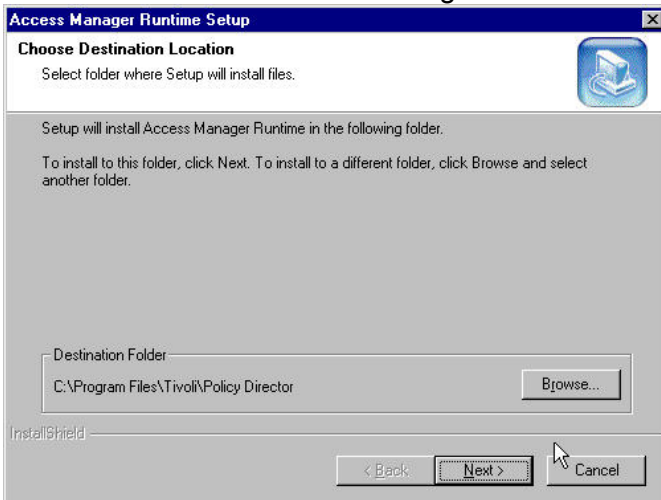 Access Manager Runtime Setup
Choose Destination Location
Select folder where Setup will install files.
Setup will install Access Manager Runtime in the following folder.
To install to this folder, click Next. To install to a different folder, click Browse and select
another folder.
Destination Folder
C:\Program Files\Tivoli\Policy Director
Browse...
InstallShield
< Back
Next >
Cancel